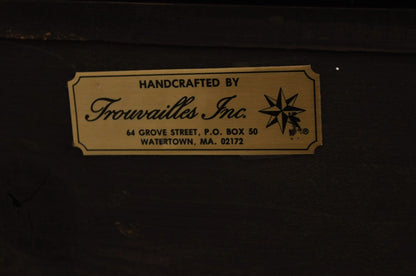 HANDCRAFTED BY
Trouvailles Inc.
64 GROVE STREET, P.O. BOX 50
WATERTOWN, MA. 02172